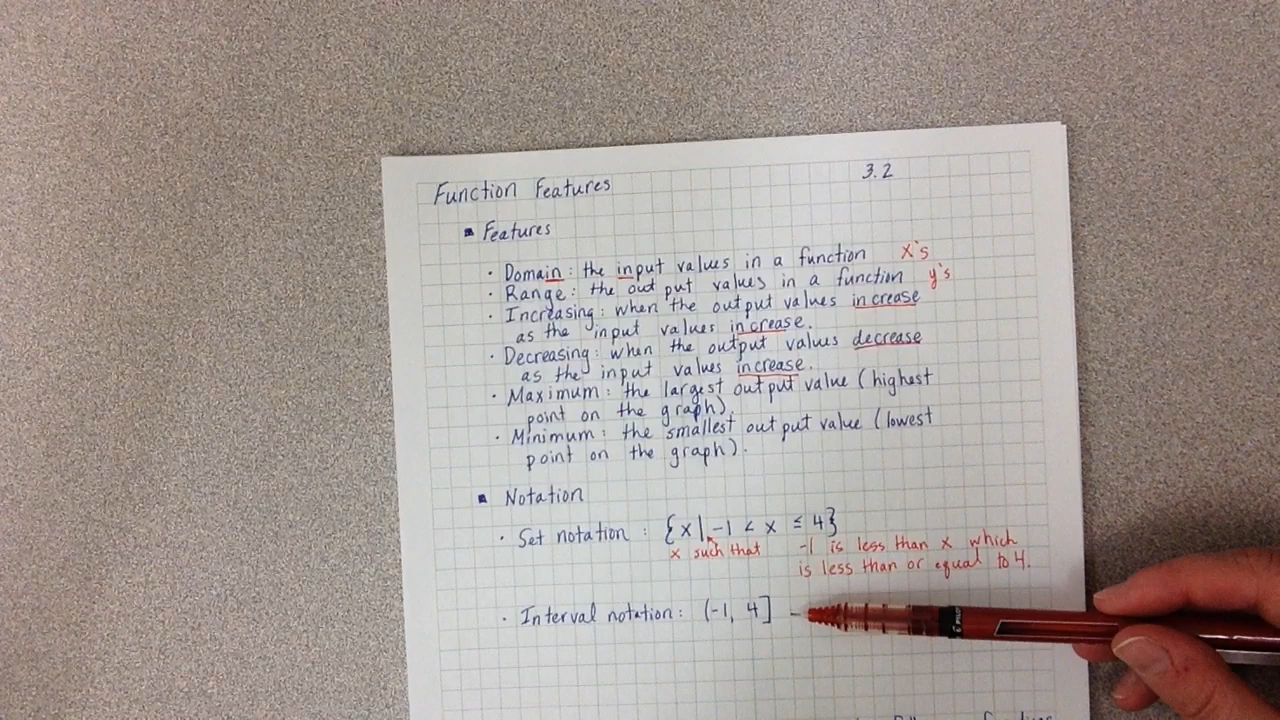 Function Features 3.2
▪ Features
· Domain: the input values in a function x's
· Range: the output values in a function y's
· Increasing: when the output values increase
as the input values increase.
· Decreasing: when the output values decrease
as the input values increase.
· Maximum: the largest output value (highest
point on the graph).
· Minimum: the smallest output value (lowest
point on the graph).
▪ Notation
· Set notation: {x | -1 < x ≤ 4}
x such that -1 is less than x which
is less than or equal to 4.
· Interval notation: (-1, 4] -
PILOT